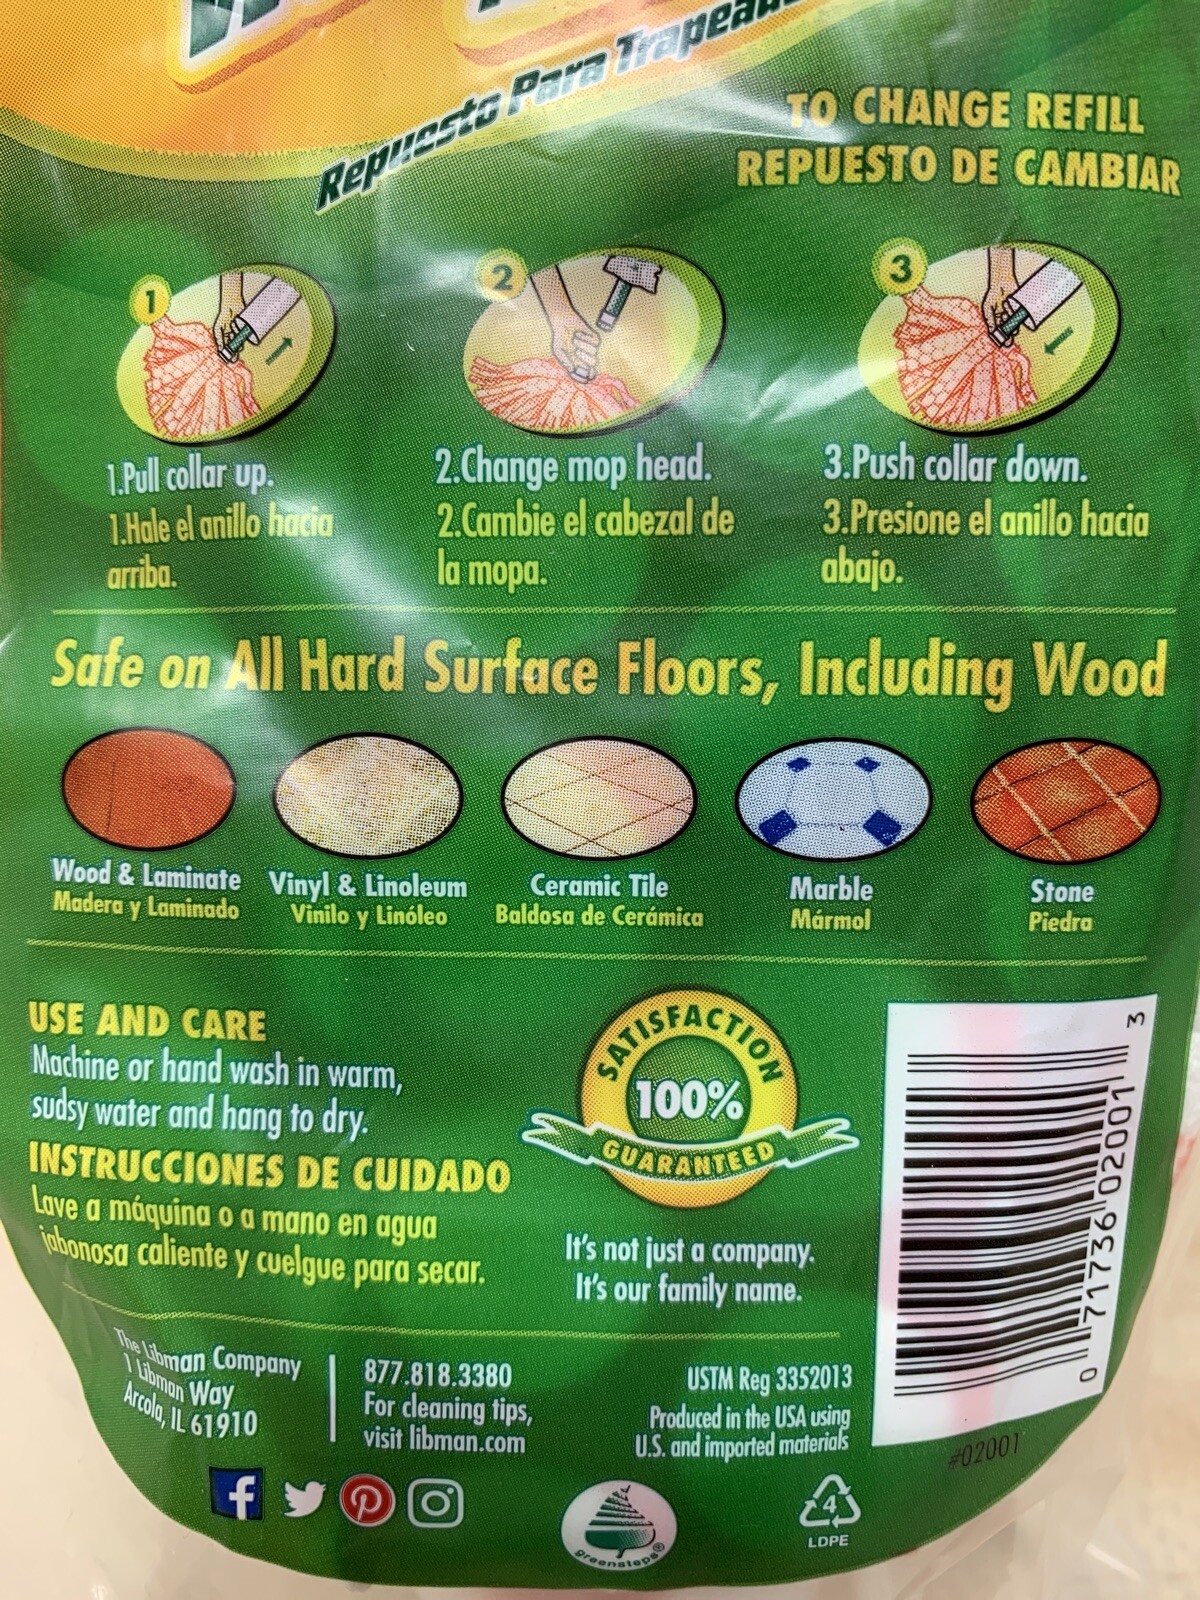 Repuesto Para
TO CHANGE REFILL
REPUESTO DE CAMBIAR
1
2
3
1.Pull collar up.
1.Hale el anillo hacia
arriba.
2.Change mop head.
2.Cambie el cabezal de
la mopa.
3.Push collar down.
3.Presione el anillo hacia
abajo.
Safe on All Hard Surface Floors, Including Wood
Wood & Laminate
Madera y Laminado
Vinyl & Linoleum
Vinilo y Linóleo
Ceramic Tile
Baldosa de Cerámica
Marble
Mármol
Stone
Piedra
USE AND CARE
Machine or hand wash in warm,
sudsy water and hang to dry.
INSTRUCCIONES DE CUIDADO
Lave a máquina o a mano en agua
jabonosa caliente y cuelgue para secar.
SATISFACTION
100%
GUARANTEED
It's not just a company.
It's our family name.
0 71736 02001 3
#02001
The Libman Company
1 Libman Way
Arcola, IL 61910
877.818.3380
For cleaning tips,
visit libman.com
USTM Reg 3352013
Produced in the USA using
U.S. and imported materials
greensteps®
4
LDPE